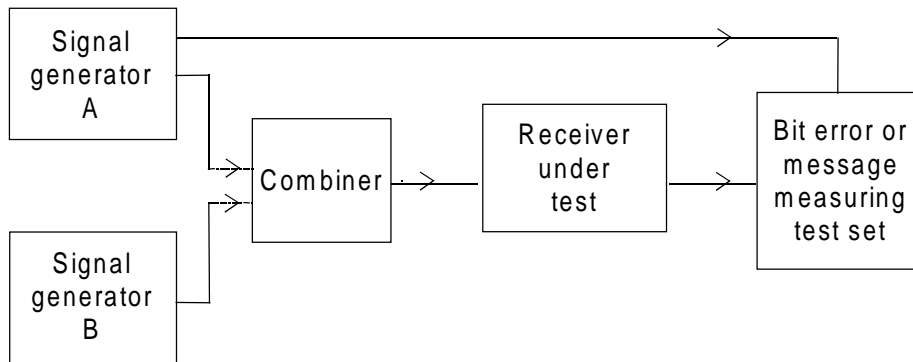 Signal
generator
A
Combiner
Receiver
under
test
Bit error or
message
measuring
test set
Signal
generator
B